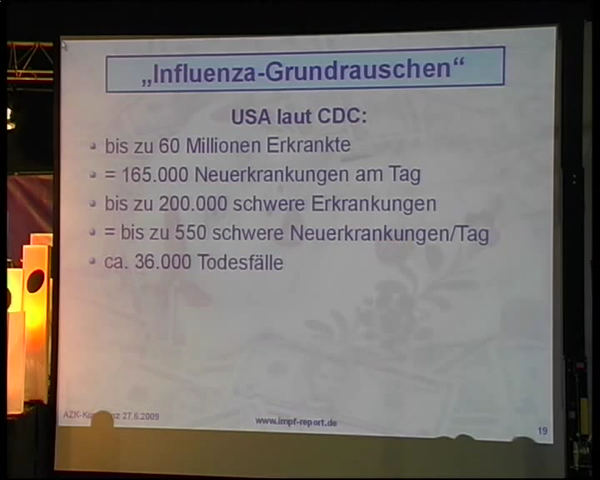 „Influenza-Grundrauschen“
USA laut CDC:
bis zu 60 Millionen Erkrankte
= 165.000 Neuerkrankungen am Tag
bis zu 200.000 schwere Erkrankungen
= bis zu 550 schwere Neuerkrankungen/Tag
ca. 36.000 Todesfälle
27.6.2009
www.impf-report.de
19